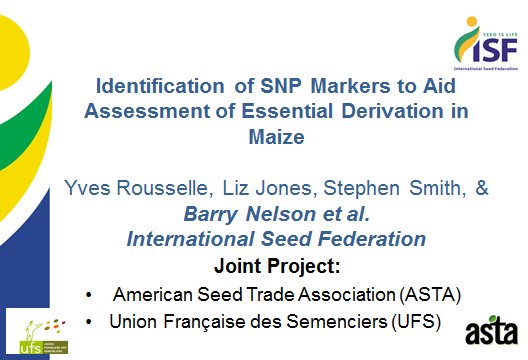 SEED IS LIFE
ISF
International Seed Federation
Identification of SNP Markers to Aid
Assessment of Essential Derivation in
Maize
Yves Rousselle, Liz Jones, Stephen Smith, &
Barry Nelson et al.
International Seed Federation
Joint Project:
• American Seed Trade Association (ASTA)
• Union Française des Semenciers (UFS)
ufs
UNION
FRANÇAISE DES
SEMENCIERS
asta